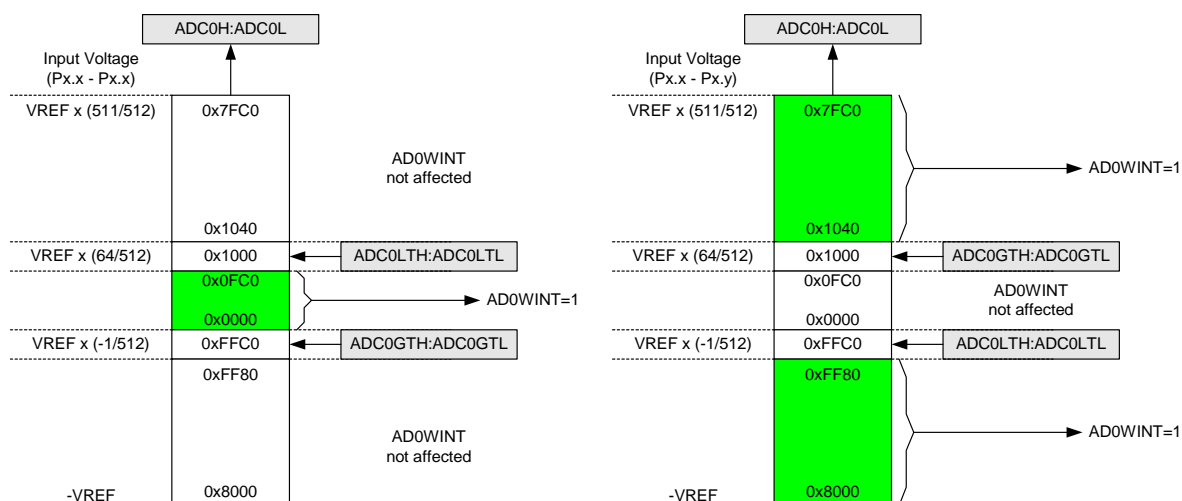 ADC0H:ADC0L
Input Voltage
(Px.x - Px.x)
VREF x (511/512)
0x7FC0
AD0WINT
not affected
0x1040
VREF x (64/512)
0x1000
ADC0LTH:ADC0LTL
0x0FC0
AD0WINT=1
0x0000
VREF x (-1/512)
0xFFC0
ADC0GTH:ADC0GTL
0xFF80
AD0WINT
not affected
-VREF
0x8000
ADC0H:ADC0L
Input Voltage
(Px.x - Px.y)
VREF x (511/512)
0x7FC0
AD0WINT=1
0x1040
VREF x (64/512)
0x1000
ADC0GTH:ADC0GTL
0x0FC0
AD0WINT
not affected
0x0000
VREF x (-1/512)
0xFFC0
ADC0LTH:ADC0LTL
0xFF80
AD0WINT=1
-VREF
0x8000